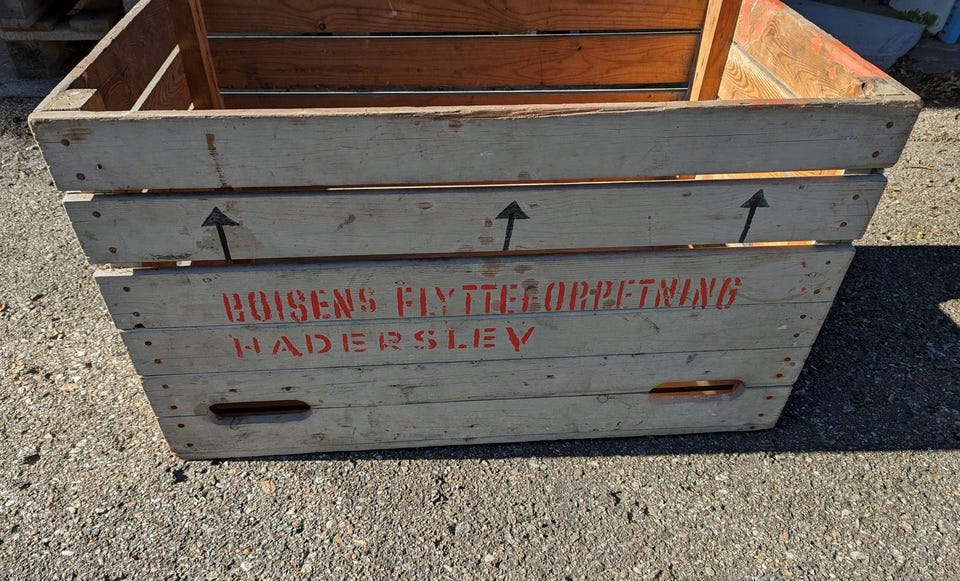 BOISENS FLYTTEFORRETNING
HADERSLEV